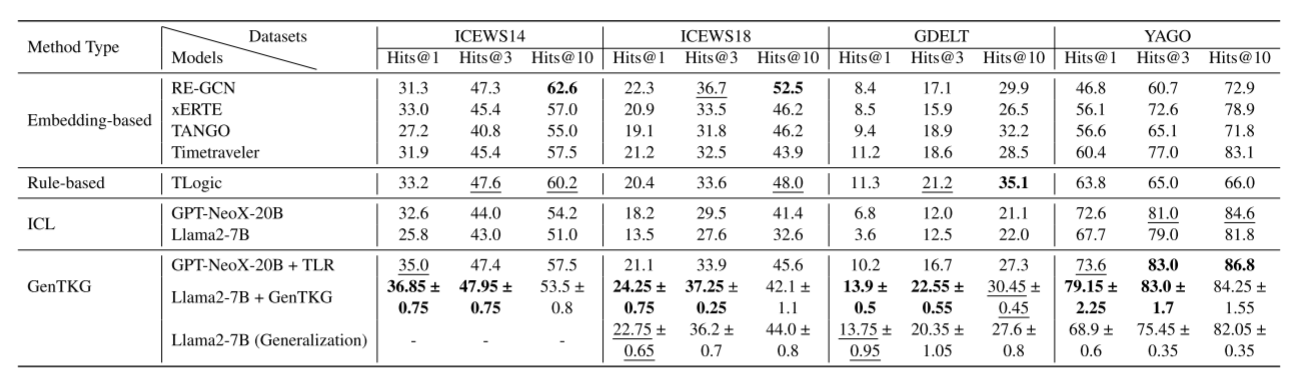 Method Type Datasets Models ICEWS14 ICEWS18 GDELT YAGO
Hits@1 Hits@3 Hits@10 Hits@1 Hits@3 Hits@10 Hits@1 Hits@3 Hits@10 Hits@1 Hits@3 Hits@10
Embedding-based
RE-GCN 31.3 47.3 62.6 22.3 36.7 52.5 8.4 17.1 29.9 46.8 60.7 72.9
xERTE 33.0 45.4 57.0 20.9 33.5 46.2 8.5 15.9 26.5 56.1 72.6 78.9
TANGO 27.2 40.8 55.0 19.1 31.8 46.2 9.4 18.9 32.2 56.6 65.1 71.8
Timetraveler 31.9 45.4 57.5 21.2 32.5 43.9 11.2 18.6 28.5 60.4 77.0 83.1
Rule-based TLogic 33.2 47.6 60.2 20.4 33.6 48.0 11.3 21.2 35.1 63.8 65.0 66.0
ICL
GPT-NeoX-20B 32.6 44.0 54.2 18.2 29.5 41.4 6.8 12.0 21.1 72.6 81.0 84.6
Llama2-7B 25.8 43.0 51.0 13.5 27.6 32.6 3.6 12.5 22.0 67.7 79.0 81.8
GenTKG
GPT-NeoX-20B + TLR 35.0 47.4 57.5 21.1 33.9 45.6 10.2 16.7 27.3 73.6 83.0 86.8
Llama2-7B + GenTKG 36.85 ± 47.95 ± 53.5 ± 24.25 ± 37.25 ± 42.1 ± 13.9 ± 22.55 ± 30.45 ± 79.15 ± 83.0 ± 84.25 ±
0.75 0.75 0.8 0.75 0.25 1.1 0.5 0.55 0.45 2.25 1.7 1.55
Llama2-7B (Generalization) - - - 22.75 ± 36.2 ± 44.0 ± 13.75 ± 20.35 ± 27.6 ± 68.9 ± 75.45 ± 82.05 ±
0.65 0.7 0.8 0.95 1.05 0.8 0.6 0.35 0.35